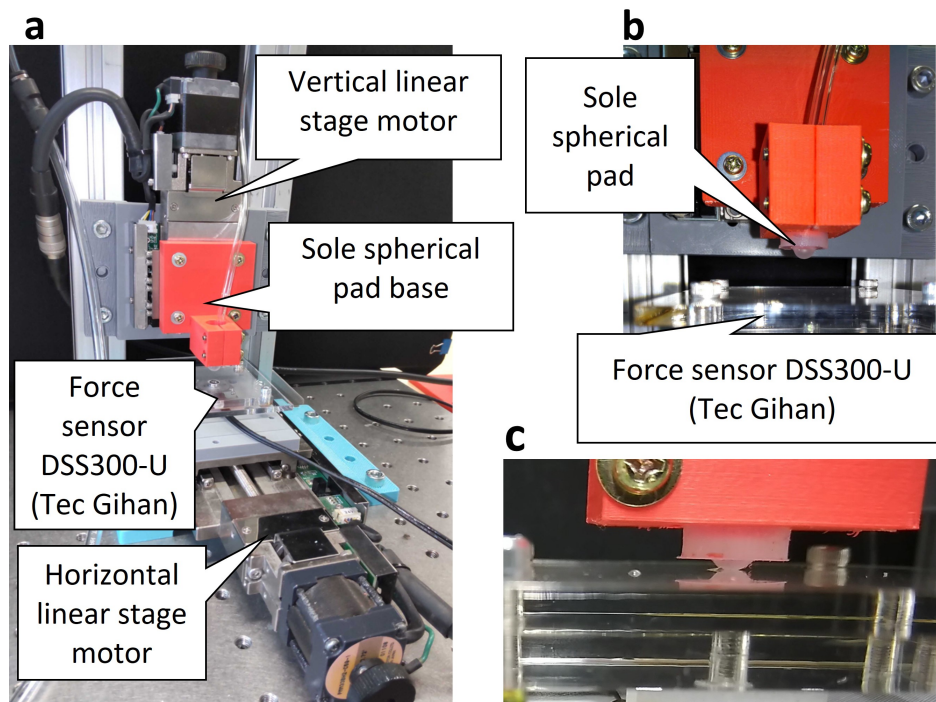 a
Vertical linear
stage motor
Sole spherical
pad base
Force
sensor
DSS300-U
(Tec Gihan)
Horizontal
linear stage
motor
b
Sole
spherical
pad
Force sensor DSS300-U
(Tec Gihan)
c